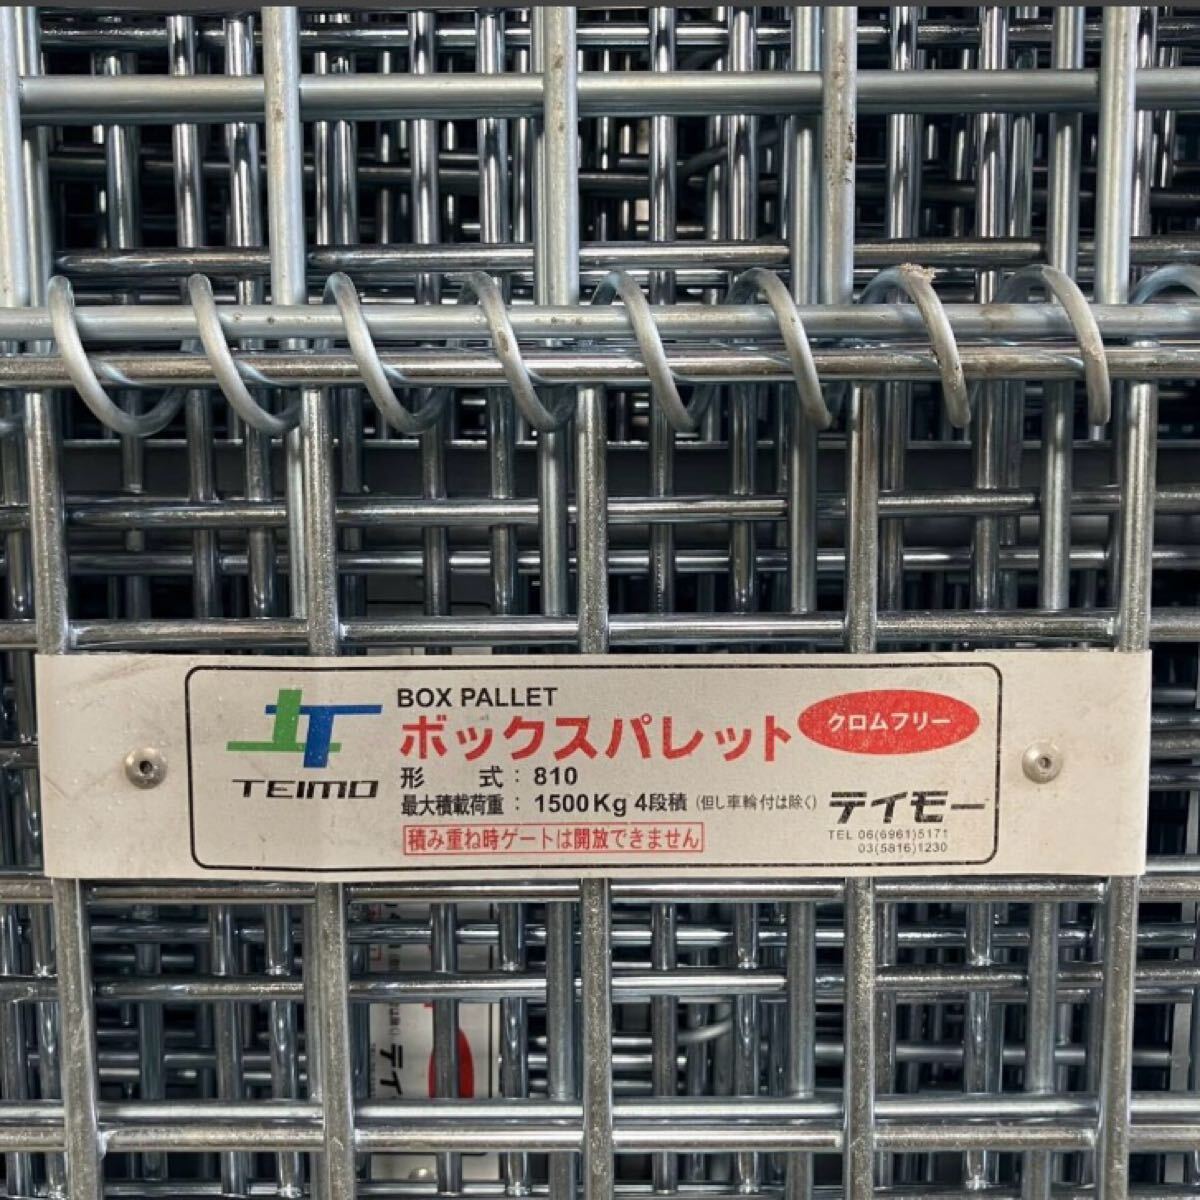 BOX PALLET
ボックスパレット
クロムフリー
TEIMO
形 式 : 810
最大積載荷重 : 1500Kg 4段積 (但し車輪付は除く)
積み重ね時ゲートは開放できません
テイモー
TEL 06(6961)5171
03(5816)1230
テイ